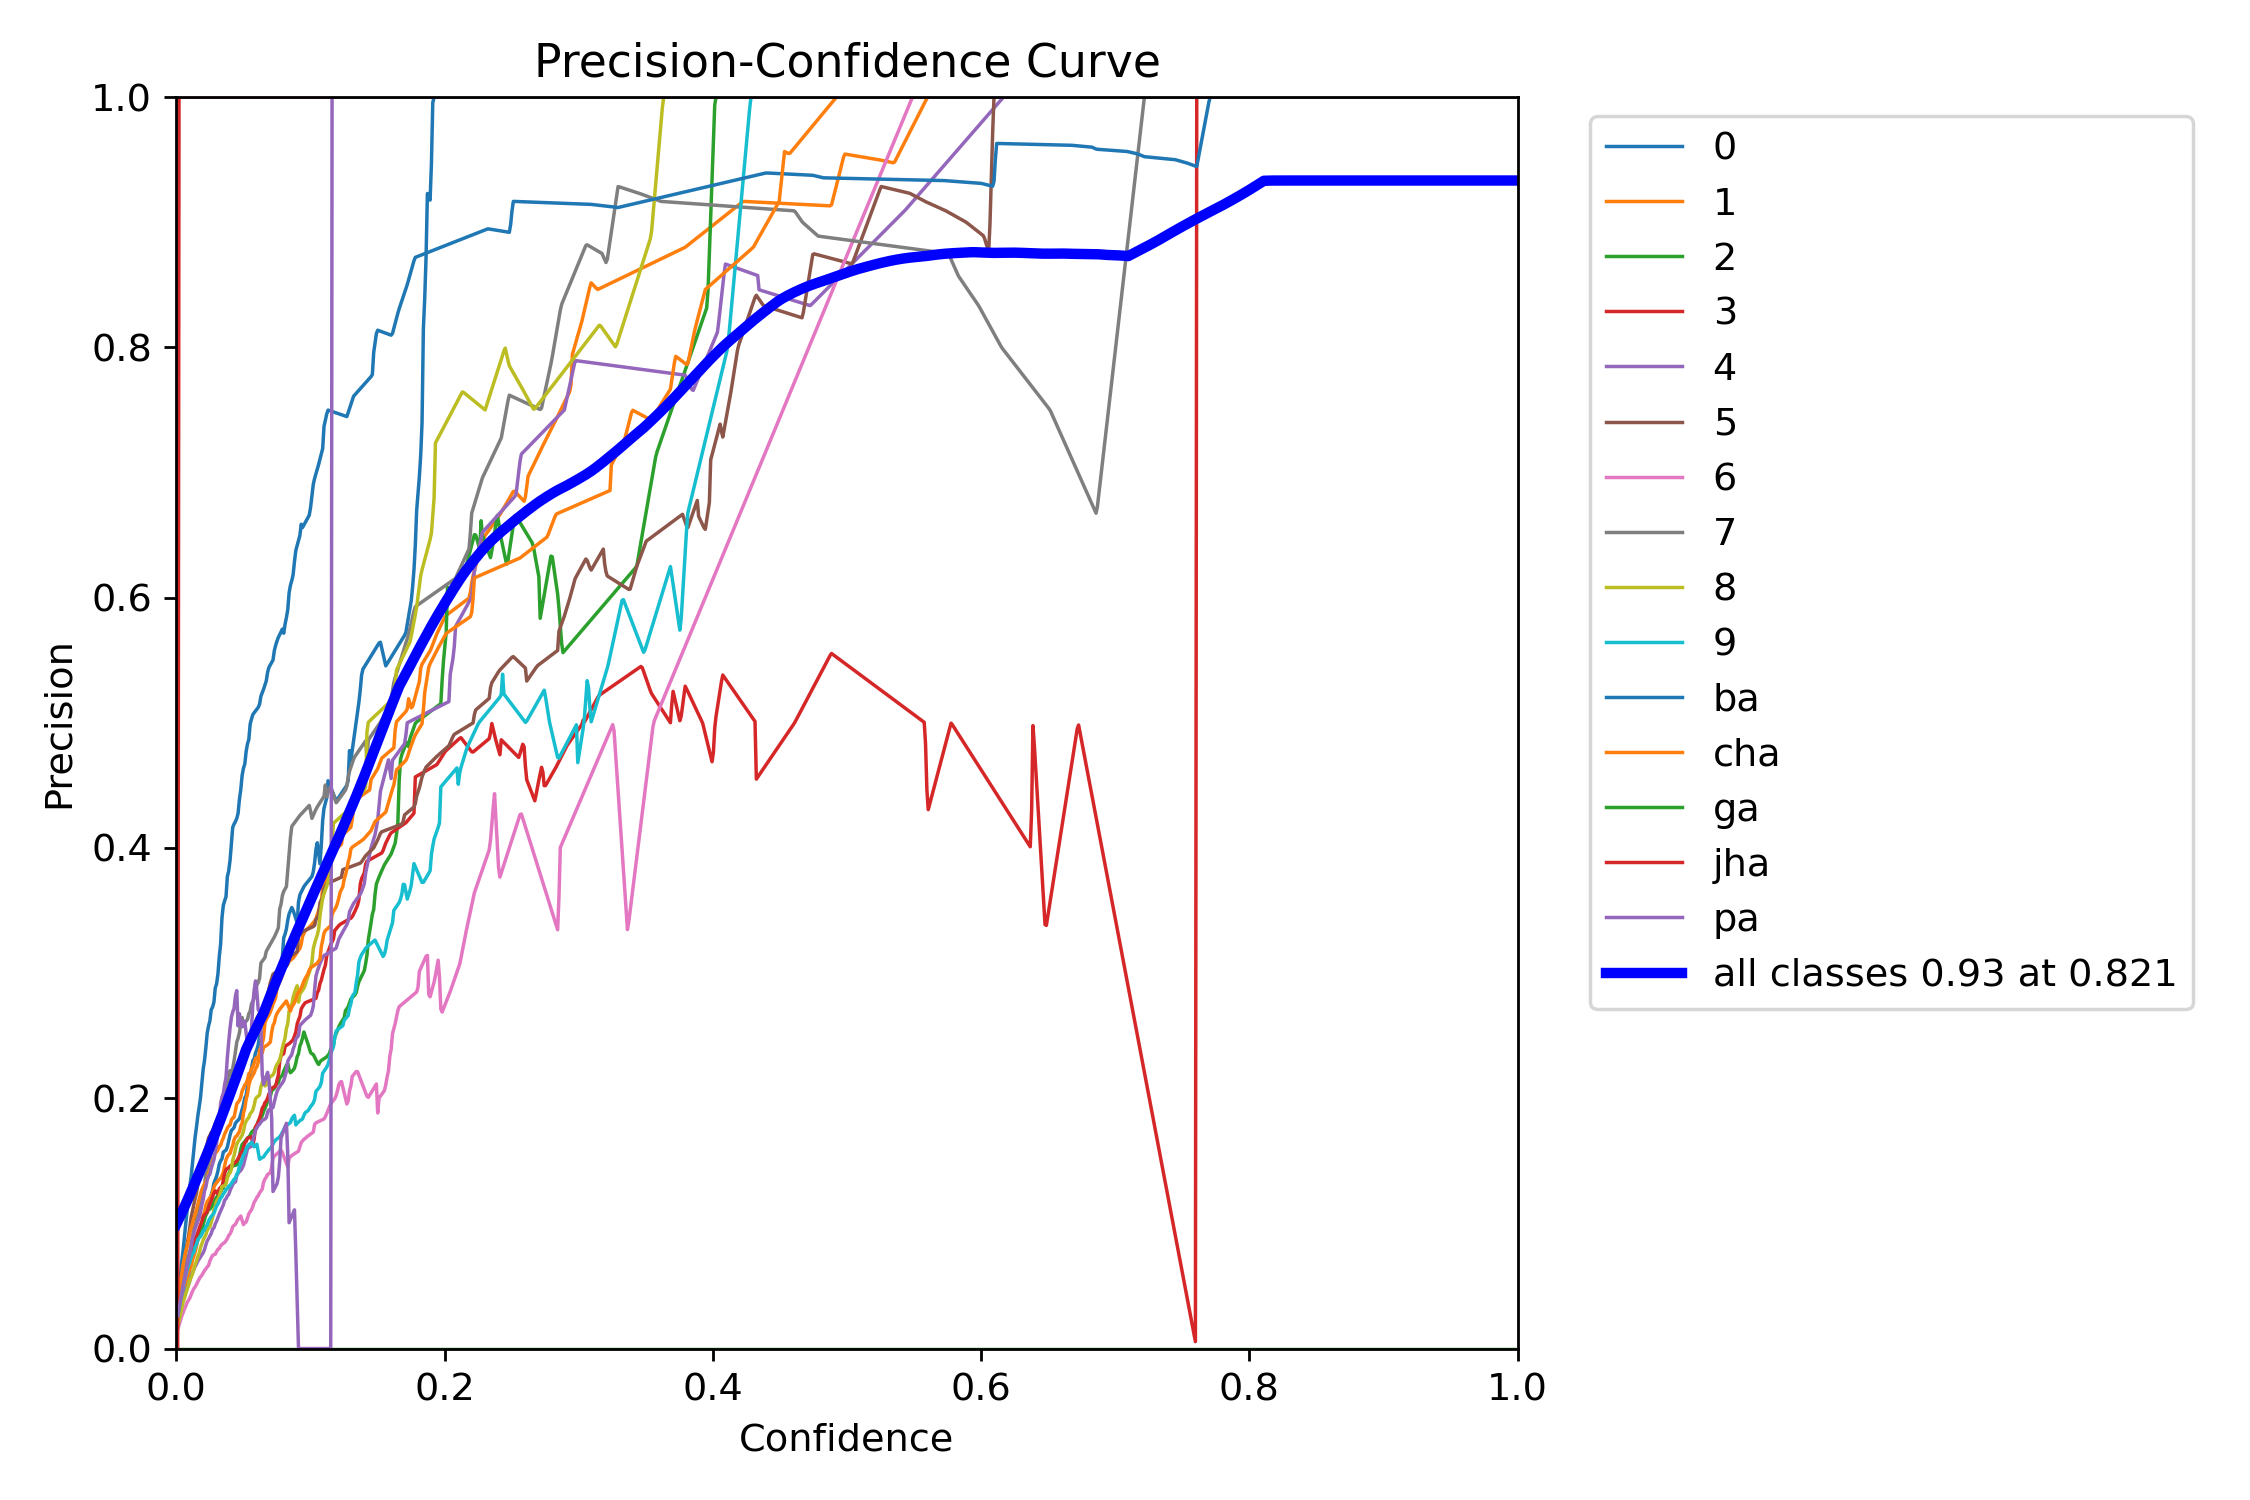 Precision-Confidence Curve
1.0
0.8
0.6
0.4
0.2
0.0
Precision
0.0 0.2 0.4 0.6 0.8 1.0
Confidence
0
1
2
3
4
5
6
7
8
9
ba
cha
ga
jha
pa
all classes 0.93 at 0.821